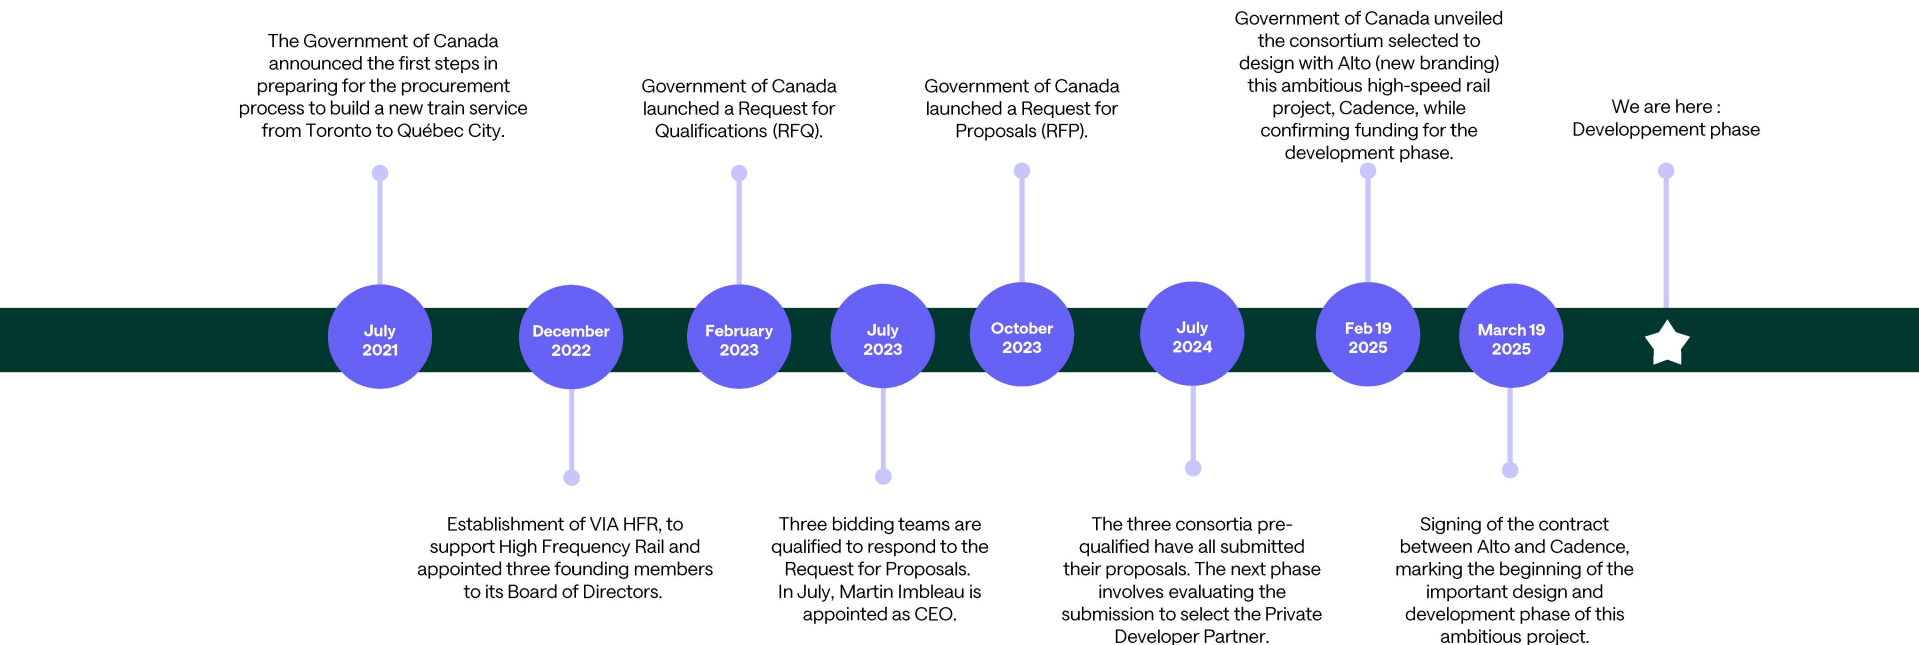 The Government of Canada
announced the first steps in
preparing for the procurement
process to build a new train service
from Toronto to Québec City.
Government of Canada
launched a Request for
Qualifications (RFQ).
Government of Canada
launched a Request for
Proposals (RFP).
Government of Canada unveiled
the consortium selected to
design with Alto (new branding)
this ambitious high-speed rail
project, Cadence, while
confirming funding for the
development phase.
We are here :
Developpement phase
July
2021
December
2022
February
2023
July
2023
October
2023
July
2024
Feb 19
2025
March 19
2025
Establishment of VIA HFR, to
support High Frequency Rail and
appointed three founding members
to its Board of Directors.
Three bidding teams are
qualified to respond to the
Request for Proposals.
In July, Martin Imbleau is
appointed as CEO.
The three consortia pre-
qualified have all submitted
their proposals. The next phase
involves evaluating the
submission to select the Private
Developer Partner.
Signing of the contract
between Alto and Cadence,
marking the beginning of the
important design and
development phase of this
ambitious project.